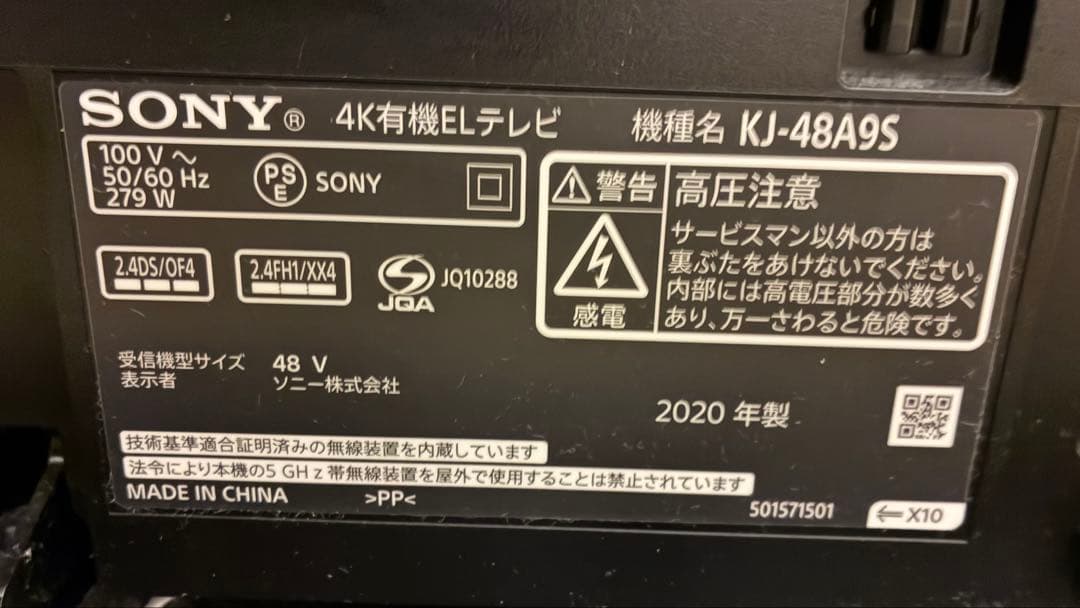 SONY® 4K有機ELテレビ 機種名 KJ-48A9S
100 V ～
50/60 Hz
279 W
PS
E
SONY
警告 高圧注意
サービスマン以外の方は
裏ぶたをあけないでください。
内部には高電圧部分が数多く
あり、万一さわると危険です。
感電
2.4DS/OF4
2.4FH1/XX4
JQA
JQ10288
受信機型サイズ 48 V
表示者 ソニー株式会社
2020 年製
技術基準適合証明済みの無線装置を内蔵しています
法令により本機の5 GHz帯無線装置を屋外で使用することは禁止されています
MADE IN CHINA >PP<
501571501
⇐X10